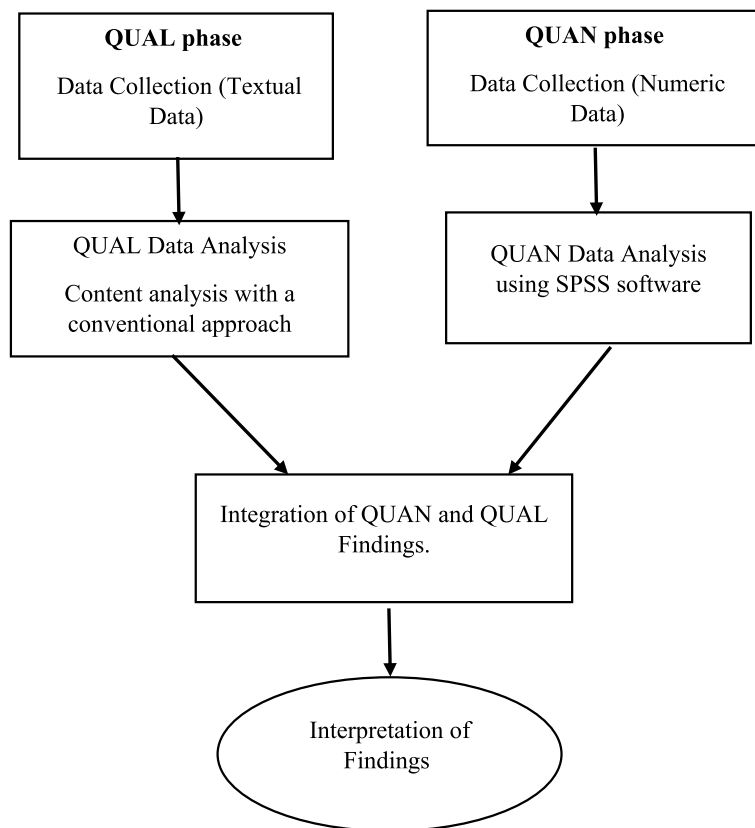 QUAL phase
Data Collection (Textual
Data)
QUAN phase
Data Collection (Numeric
Data)
QUAL Data Analysis
Content analysis with a
conventional approach
QUAN Data Analysis
using SPSS software
Integration of QUAN and QUAL
Findings.
Interpretation of
Findings